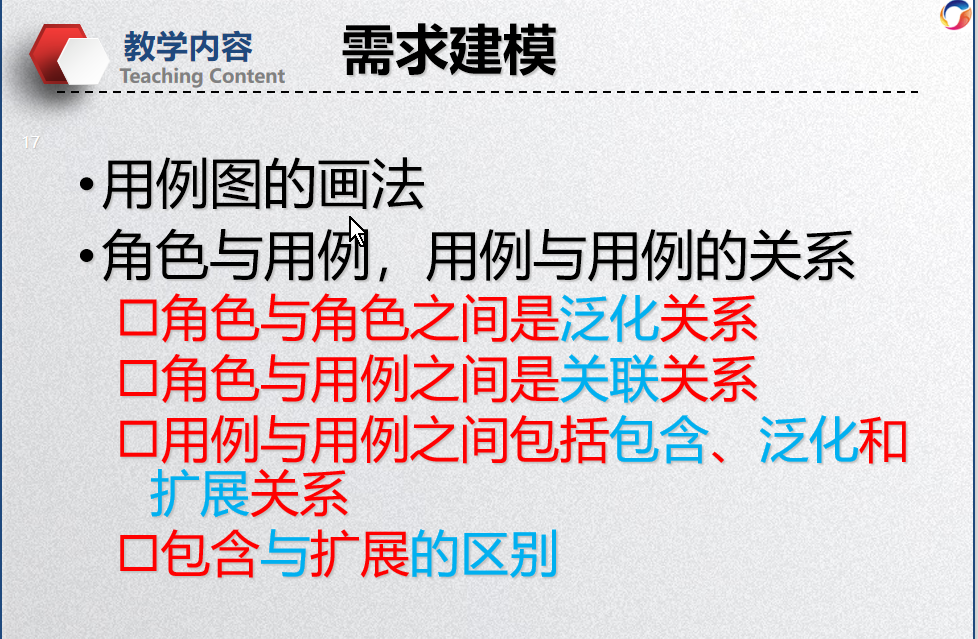 教学内容
需求建模
Teaching Content
17
•用例图的画法
•角色与用例，用例与用例的关系
□角色与角色之间是泛化关系
□角色与用例之间是关联关系
□用例与用例之间包括包含、泛化和
扩展关系
□包含与扩展的区别